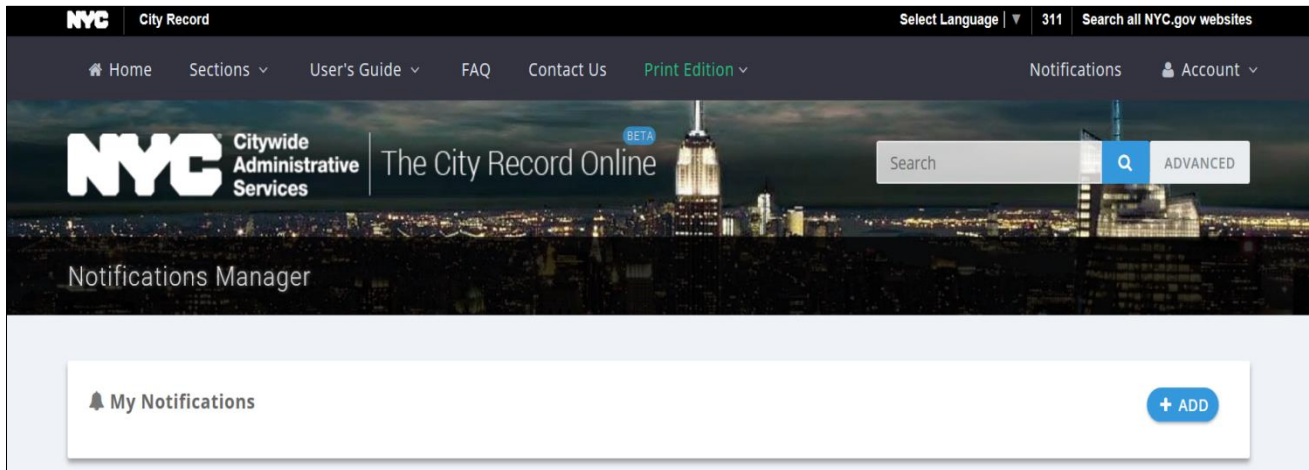 NYC City Record Select Language ▼ 311 Search all NYC.gov websites
Home Sections User's Guide FAQ Contact Us Print Edition Notifications Account
BETA
NYC Citywide Administrative Services The City Record Online Search ADVANCED
Notifications Manager
My Notifications + ADD